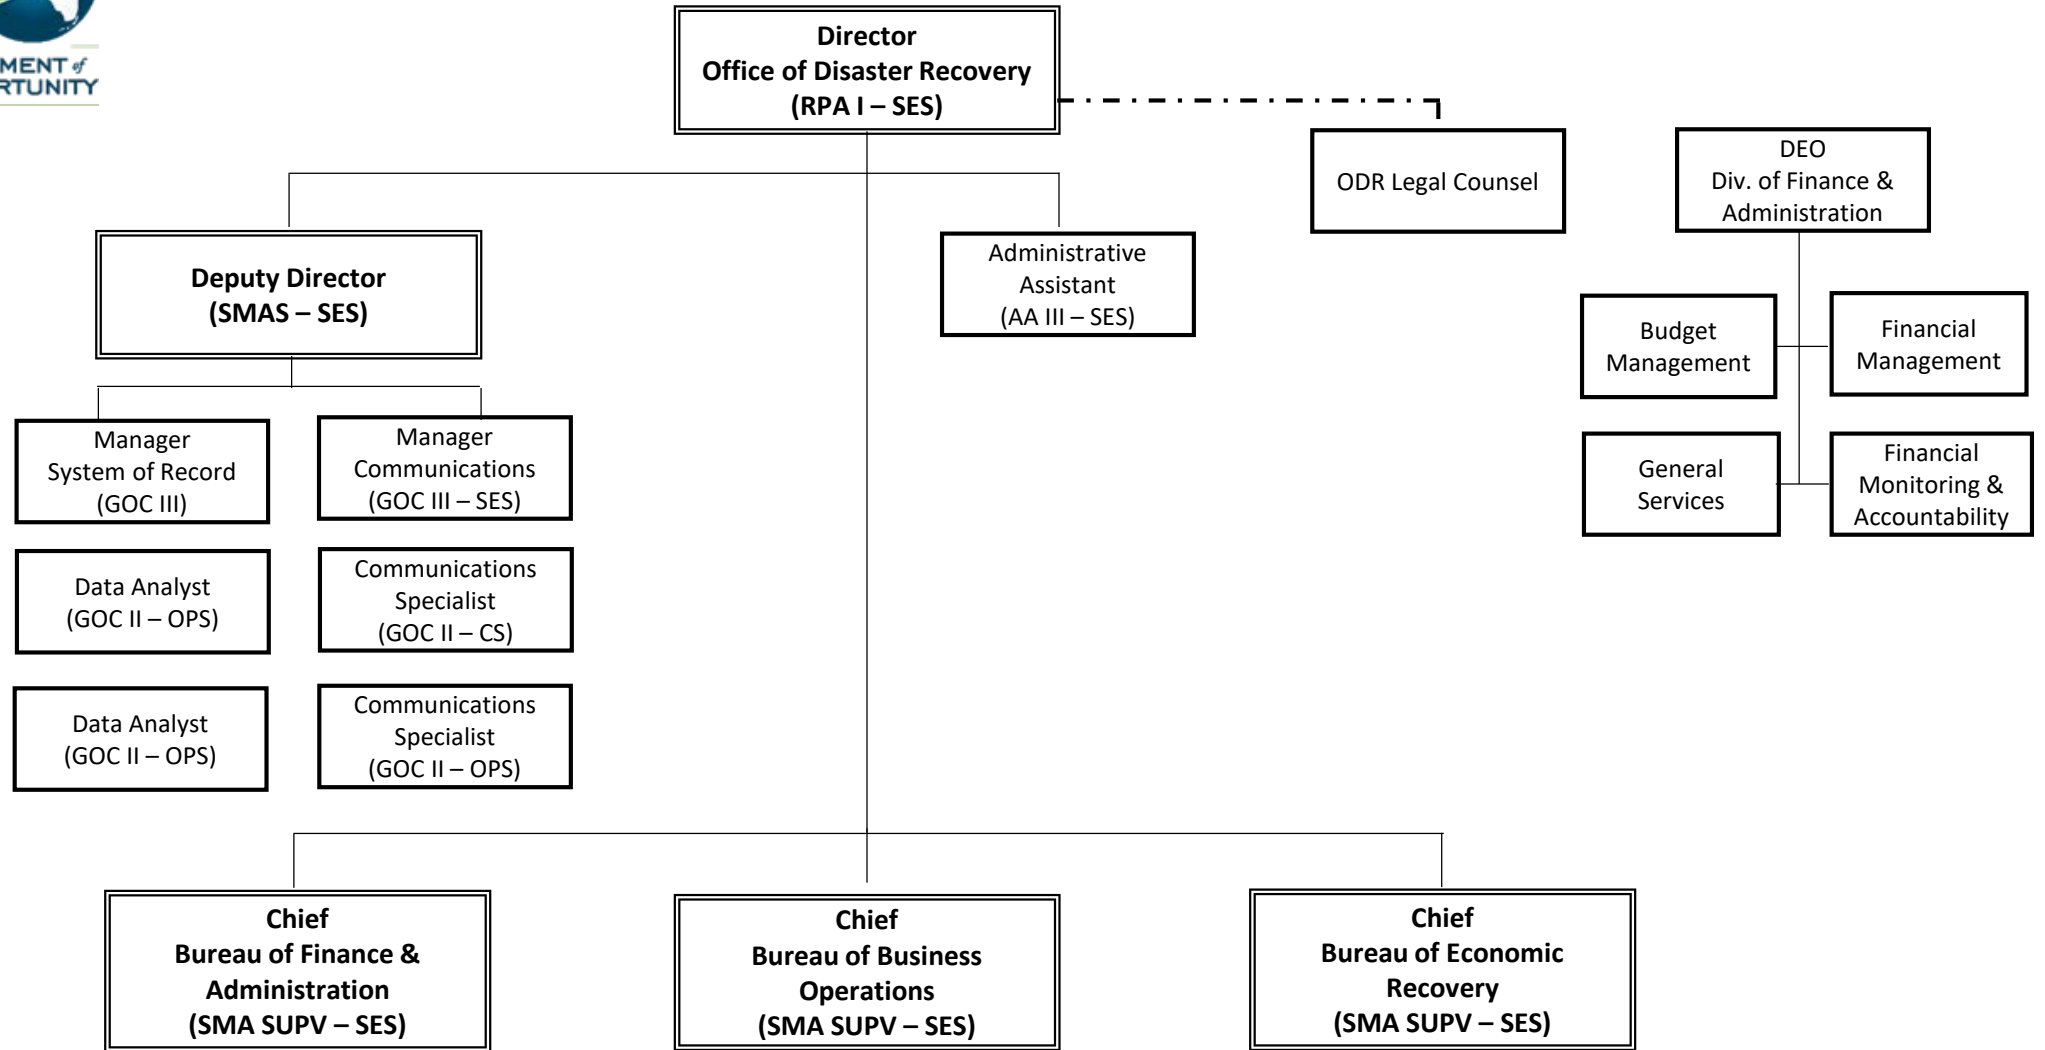 of
Director
Office of Disaster Recovery
(RPA I – SES)
ODR Legal Counsel
DEO
Div. of Finance &
Administration
Deputy Director
(SMAS – SES)
Administrative
Assistant
(AA III – SES)
Budget
Management
Financial
Management
Manager
System of Record
(GOC III)
Manager
Communications
(GOC III – SES)
General
Services
Financial
Monitoring &
Accountability
Data Analyst
(GOC II – OPS)
Communications
Specialist
(GOC II – CS)
Data Analyst
(GOC II – OPS)
Communications
Specialist
(GOC II – OPS)
Chief
Bureau of Finance &
Administration
(SMA SUPV – SES)
Chief
Bureau of Business
Operations
(SMA SUPV – SES)
Chief
Bureau of Economic
Recovery
(SMA SUPV – SES)